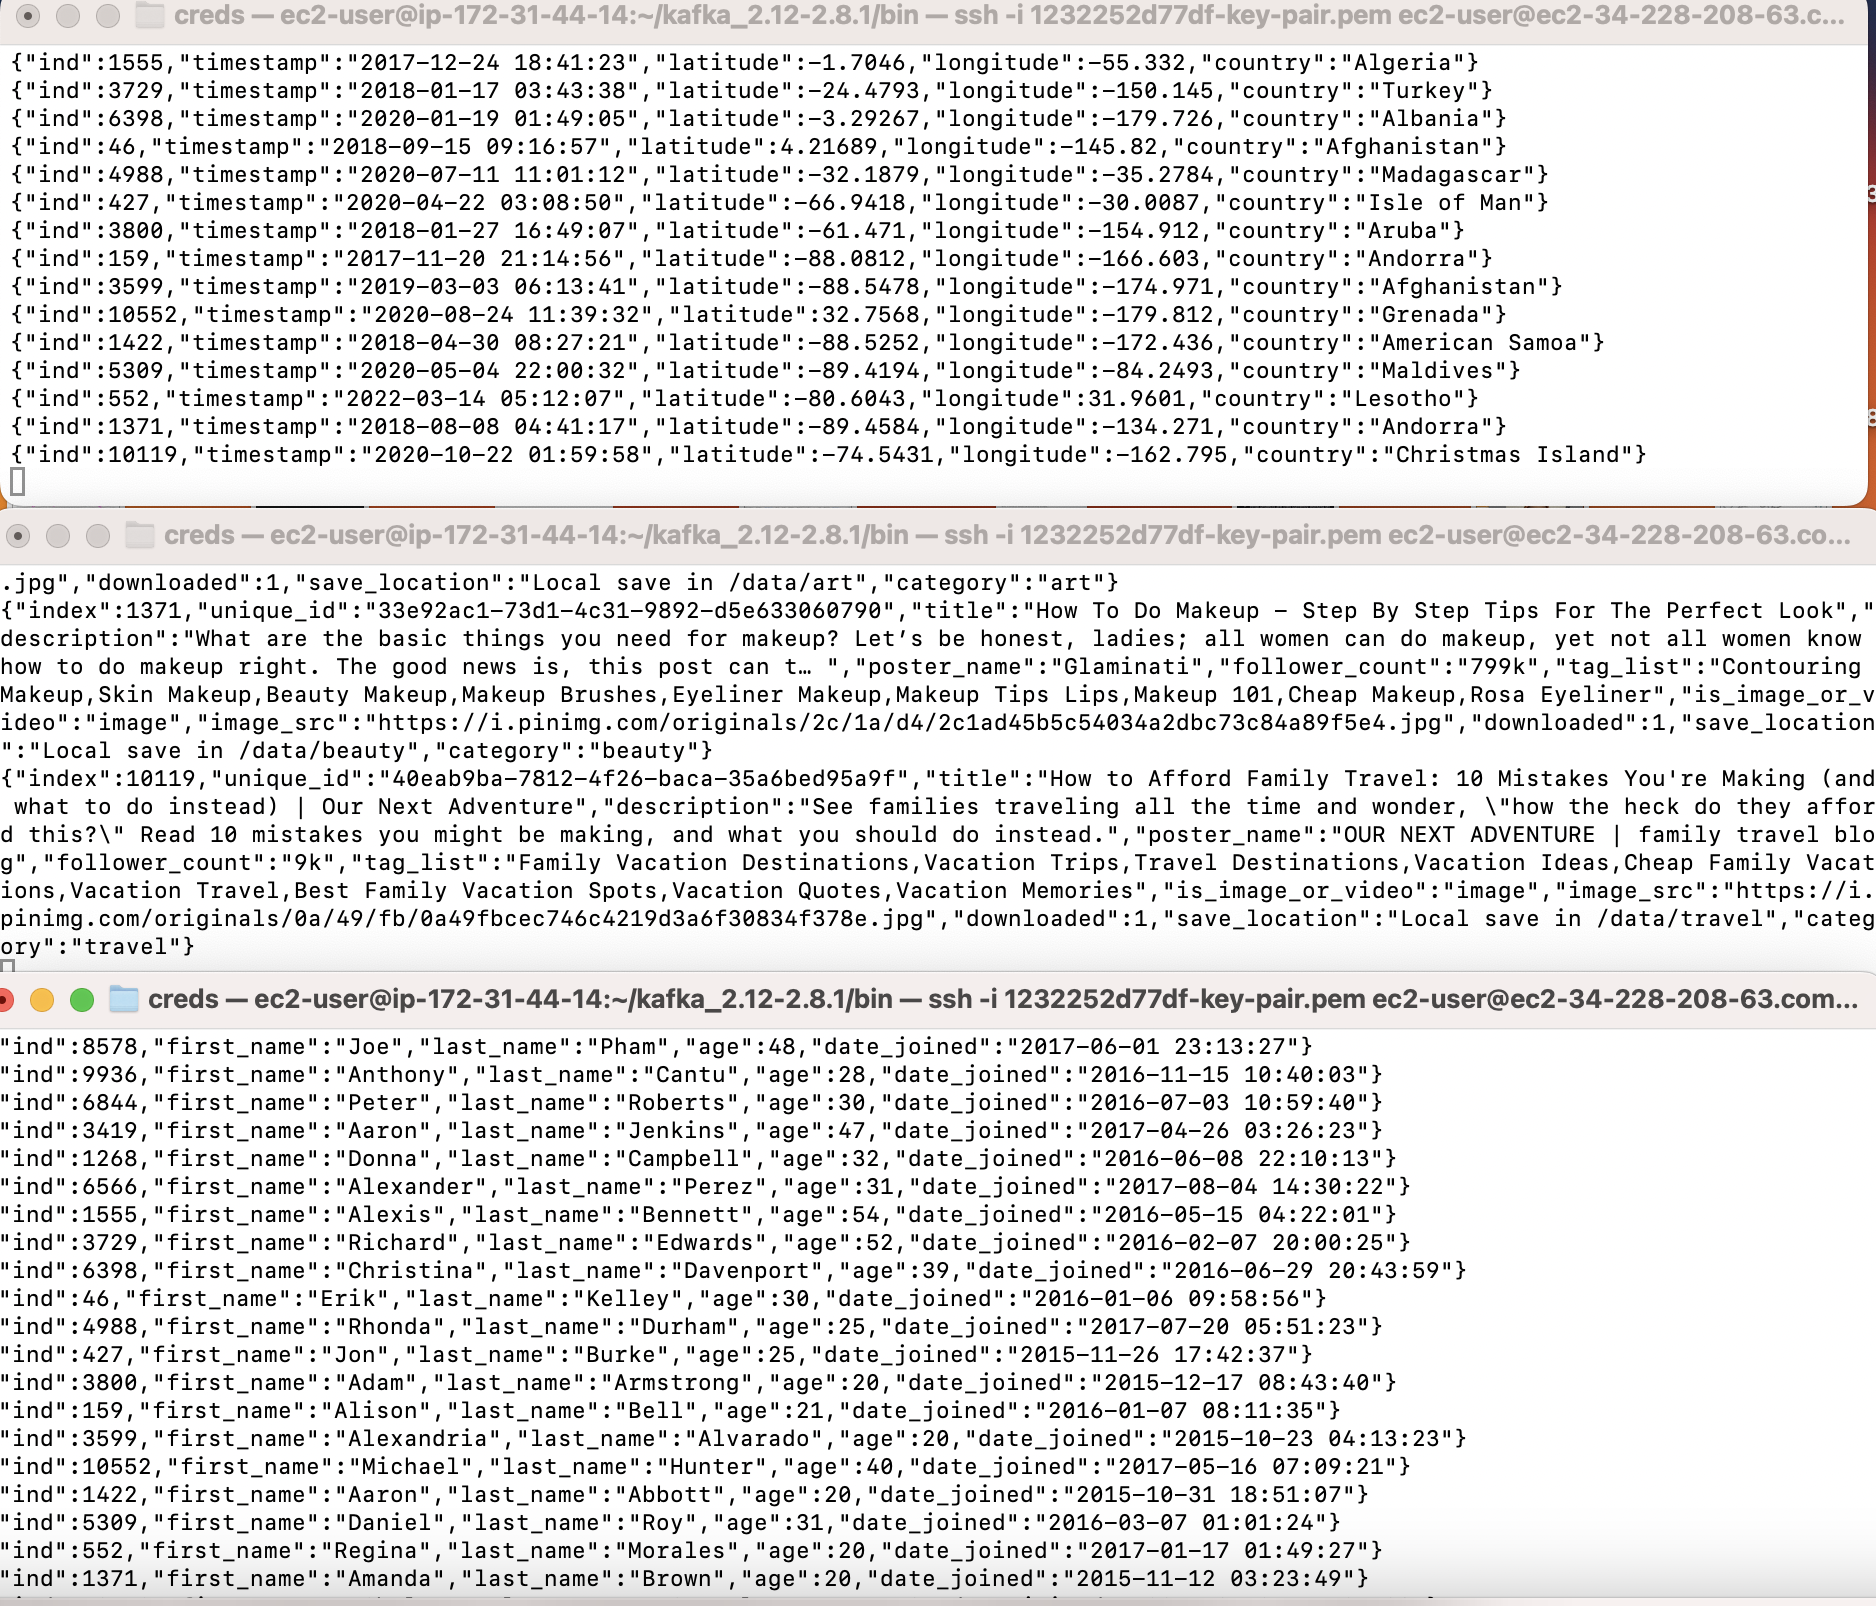 creds — ec2-user@ip-172-31-44-14:~/kafka_2.12-2.8.1/bin — ssh -i 1232252d77df-key-pair.pem ec2-user@ec2-34-228-208-63.c...
{"ind":1555,"timestamp":"2017-12-24 18:41:23","latitude":-1.7046,"longitude":-55.332,"country":"Algeria"}
{"ind":3729,"timestamp":"2018-01-17 03:43:38","latitude":-24.4793,"longitude":-150.145,"country":"Turkey"}
{"ind":6398,"timestamp":"2020-01-19 01:49:05","latitude":-3.29267,"longitude":-179.726,"country":"Albania"}
{"ind":46,"timestamp":"2018-09-15 09:16:57","latitude":4.21689,"longitude":-145.82,"country":"Afghanistan"}
{"ind":4988,"timestamp":"2020-07-11 11:01:12","latitude":-32.1879,"longitude":-35.2784,"country":"Madagascar"}
{"ind":427,"timestamp":"2020-04-22 03:08:50","latitude":-66.9418,"longitude":-30.0087,"country":"Isle of Man"}
{"ind":3800,"timestamp":"2018-01-27 16:49:07","latitude":-61.471,"longitude":-154.912,"country":"Aruba"}
{"ind":159,"timestamp":"2017-11-20 21:14:56","latitude":-88.0812,"longitude":-166.603,"country":"Andorra"}
{"ind":3599,"timestamp":"2019-03-03 06:13:41","latitude":-88.5478,"longitude":-174.971,"country":"Afghanistan"}
{"ind":10552,"timestamp":"2020-08-24 11:39:32","latitude":32.7568,"longitude":-179.812,"country":"Grenada"}
{"ind":1422,"timestamp":"2018-04-30 08:27:21","latitude":-88.5252,"longitude":-172.436,"country":"American Samoa"}
{"ind":5309,"timestamp":"2020-05-04 22:00:32","latitude":-89.4194,"longitude":-84.2493,"country":"Maldives"}
{"ind":552,"timestamp":"2022-03-14 05:12:07","latitude":-80.6043,"longitude":31.9601,"country":"Lesotho"}
{"ind":1371,"timestamp":"2018-08-08 04:41:17","latitude":-89.4584,"longitude":-134.271,"country":"Andorra"}
{"ind":10119,"timestamp":"2020-10-22 01:59:58","latitude":-74.5431,"longitude":-162.795,"country":"Christmas Island"}
creds — ec2-user@ip-172-31-44-14:~/kafka_2.12-2.8.1/bin — ssh -i 1232252d77df-key-pair.pem ec2-user@ec2-34-228-208-63.co...
.jpg","downloaded":1,"save_location":"Local save in /data/art","category":"art"}
{"index":1371,"unique_id":"33e92ac1-73d1-4c31-9892-d5e633060790","title":"How To Do Makeup – Step By Step Tips For The Perfect Look","
description":"What are the basic things you need for makeup? Let’s be honest, ladies; all women can do makeup, yet not all women know
how to do makeup right. The good news is, this post can t… ","poster_name":"Glaminati","follower_count":"799k","tag_list":"Contouring
Makeup,Skin Makeup,Beauty Makeup,Makeup Brushes,Eyeliner Makeup,Makeup Tips Lips,Makeup 101,Cheap Makeup,Rosa Eyeliner","is_image_or_v
ideo":"image","image_src":"https://i.pinimg.com/originals/2c/1a/d4/2c1ad45b5c54034a2dbc73c84a89f5e4.jpg","downloaded":1,"save_location
":"Local save in /data/beauty","category":"beauty"}
{"index":10119,"unique_id":"40eab9ba-7812-4f26-baca-35a6bed95a9f","title":"How to Afford Family Travel: 10 Mistakes You're Making (and
 what to do instead) | Our Next Adventure","description":"See families traveling all the time and wonder, \"how the heck do they affor
d this?\" Read 10 mistakes you might be making, and what you should do instead.","poster_name":"OUR NEXT ADVENTURE | family travel blo
g","follower_count":"9k","tag_list":"Family Vacation Destinations,Vacation Trips,Travel Destinations,Vacation Ideas,Cheap Family Vacat
ions,Vacation Travel,Best Family Vacation Spots,Vacation Quotes,Vacation Memories","is_image_or_video":"image","image_src":"https://i.
pinimg.com/originals/0a/49/fb/0a49fbcec746c4219d3a6f30834f378e.jpg","downloaded":1,"save_location":"Local save in /data/travel","categ
ory":"travel"}
creds — ec2-user@ip-172-31-44-14:~/kafka_2.12-2.8.1/bin — ssh -i 1232252d77df-key-pair.pem ec2-user@ec2-34-228-208-63.com...
"ind":8578,"first_name":"Joe","last_name":"Pham","age":48,"date_joined":"2017-06-01 23:13:27"}
"ind":9936,"first_name":"Anthony","last_name":"Cantu","age":28,"date_joined":"2016-11-15 10:40:03"}
"ind":6844,"first_name":"Peter","last_name":"Roberts","age":30,"date_joined":"2016-07-03 10:59:40"}
"ind":3419,"first_name":"Aaron","last_name":"Jenkins","age":47,"date_joined":"2017-04-26 03:26:23"}
"ind":1268,"first_name":"Donna","last_name":"Campbell","age":32,"date_joined":"2016-06-08 22:10:13"}
"ind":6566,"first_name":"Alexander","last_name":"Perez","age":31,"date_joined":"2017-08-04 14:30:22"}
"ind":1555,"first_name":"Alexis","last_name":"Bennett","age":54,"date_joined":"2016-05-15 04:22:01"}
"ind":3729,"first_name":"Richard","last_name":"Edwards","age":52,"date_joined":"2016-02-07 20:00:25"}
"ind":6398,"first_name":"Christina","last_name":"Davenport","age":39,"date_joined":"2016-06-29 20:43:59"}
"ind":46,"first_name":"Erik","last_name":"Kelley","age":30,"date_joined":"2016-01-06 09:58:56"}
"ind":4988,"first_name":"Rhonda","last_name":"Durham","age":25,"date_joined":"2017-07-20 05:51:23"}
"ind":427,"first_name":"Jon","last_name":"Burke","age":25,"date_joined":"2015-11-26 17:42:37"}
"ind":3800,"first_name":"Adam","last_name":"Armstrong","age":20,"date_joined":"2015-12-17 08:43:40"}
"ind":159,"first_name":"Alison","last_name":"Bell","age":21,"date_joined":"2016-01-07 08:11:35"}
"ind":3599,"first_name":"Alexandria","last_name":"Alvarado","age":20,"date_joined":"2015-10-23 04:13:23"}
"ind":10552,"first_name":"Michael","last_name":"Hunter","age":40,"date_joined":"2017-05-16 07:09:21"}
"ind":1422,"first_name":"Aaron","last_name":"Abbott","age":20,"date_joined":"2015-10-31 18:51:07"}
"ind":5309,"first_name":"Daniel","last_name":"Roy","age":31,"date_joined":"2016-03-07 01:01:24"}
"ind":552,"first_name":"Regina","last_name":"Morales","age":20,"date_joined":"2017-01-17 01:49:27"}
"ind":1371,"first_name":"Amanda","last_name":"Brown","age":20,"date_joined":"2015-11-12 03:23:49"}